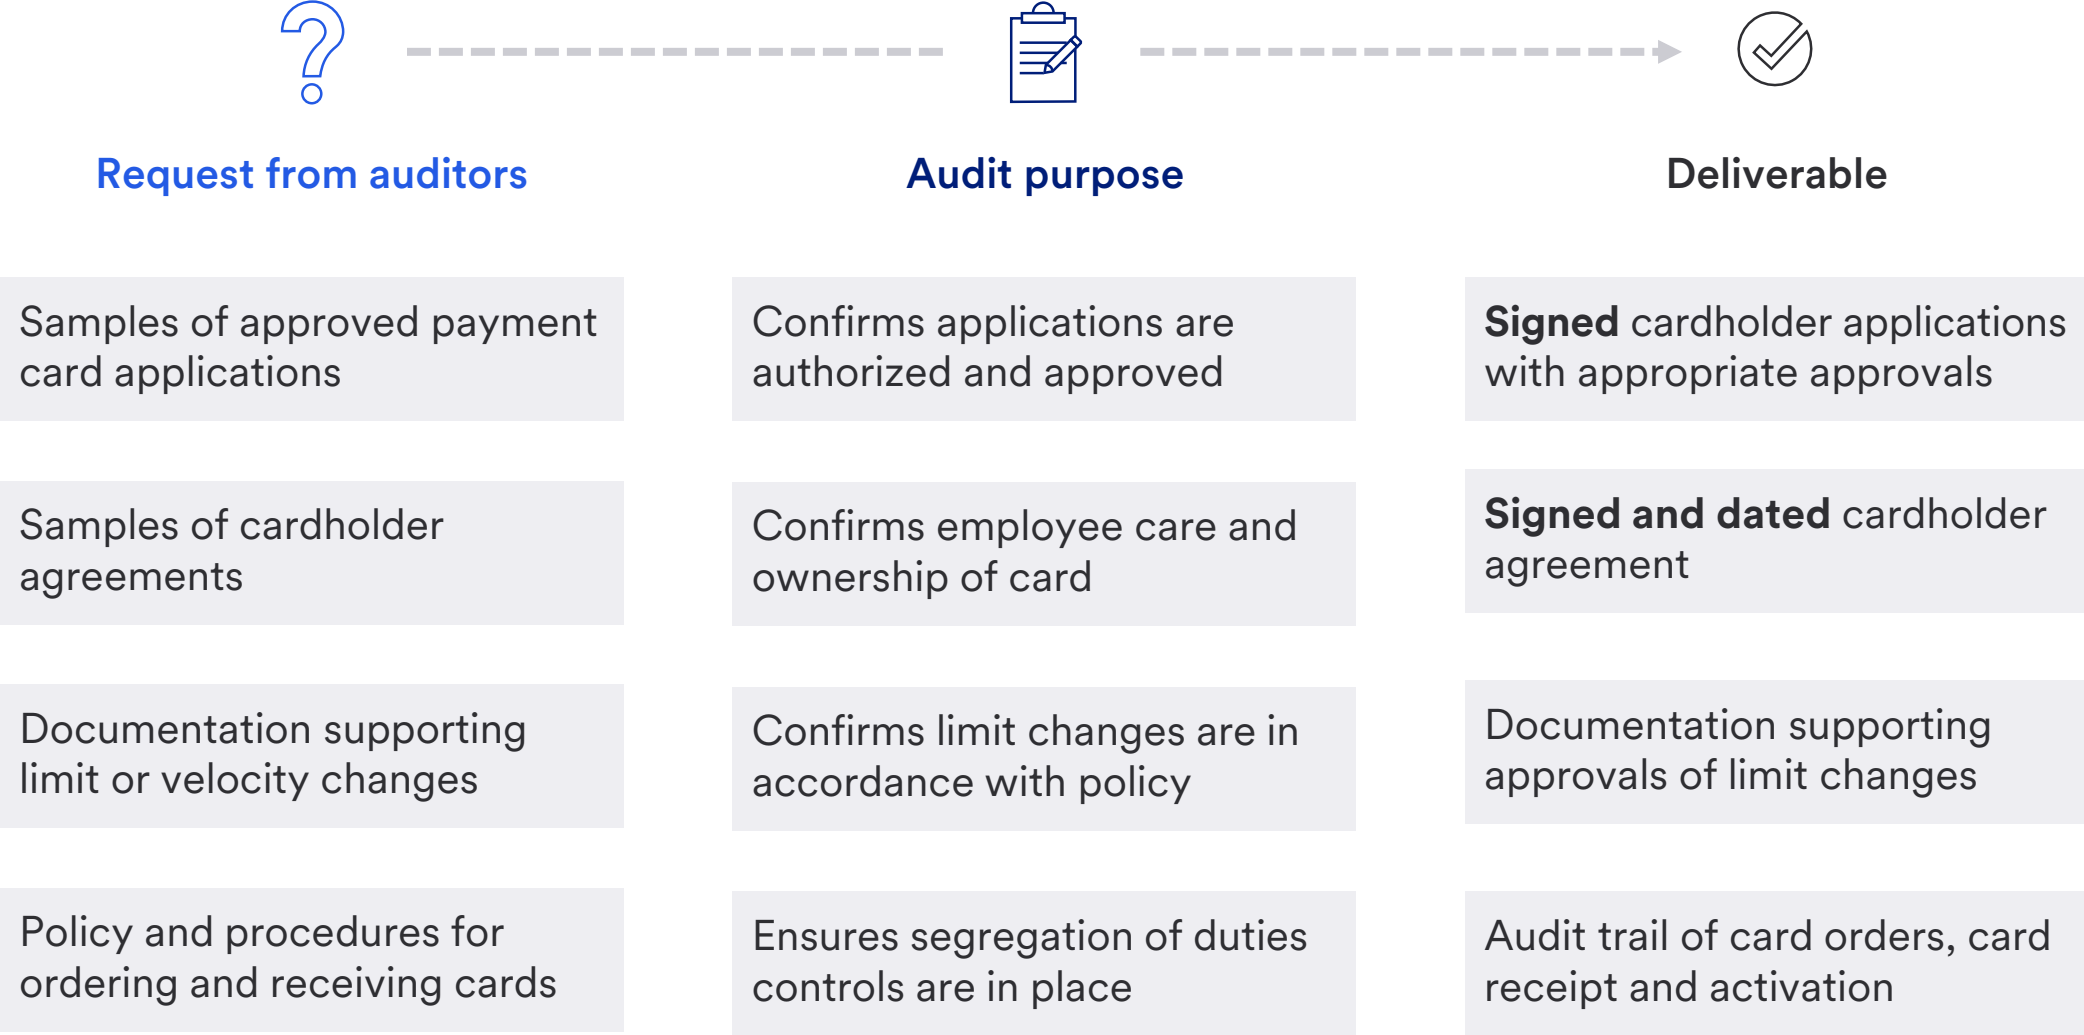 Request from auditors
Audit purpose
Deliverable
Samples of approved payment
card applications
Confirms applications are
authorized and approved
Signed cardholder applications
with appropriate approvals
Samples of cardholder
agreements
Confirms employee care and
ownership of card
Signed and dated cardholder
agreement
Documentation supporting
limit or velocity changes
Confirms limit changes are in
accordance with policy
Documentation supporting
approvals of limit changes
Policy and procedures for
ordering and receiving cards
Ensures segregation of duties
controls are in place
Audit trail of card orders, card
receipt and activation